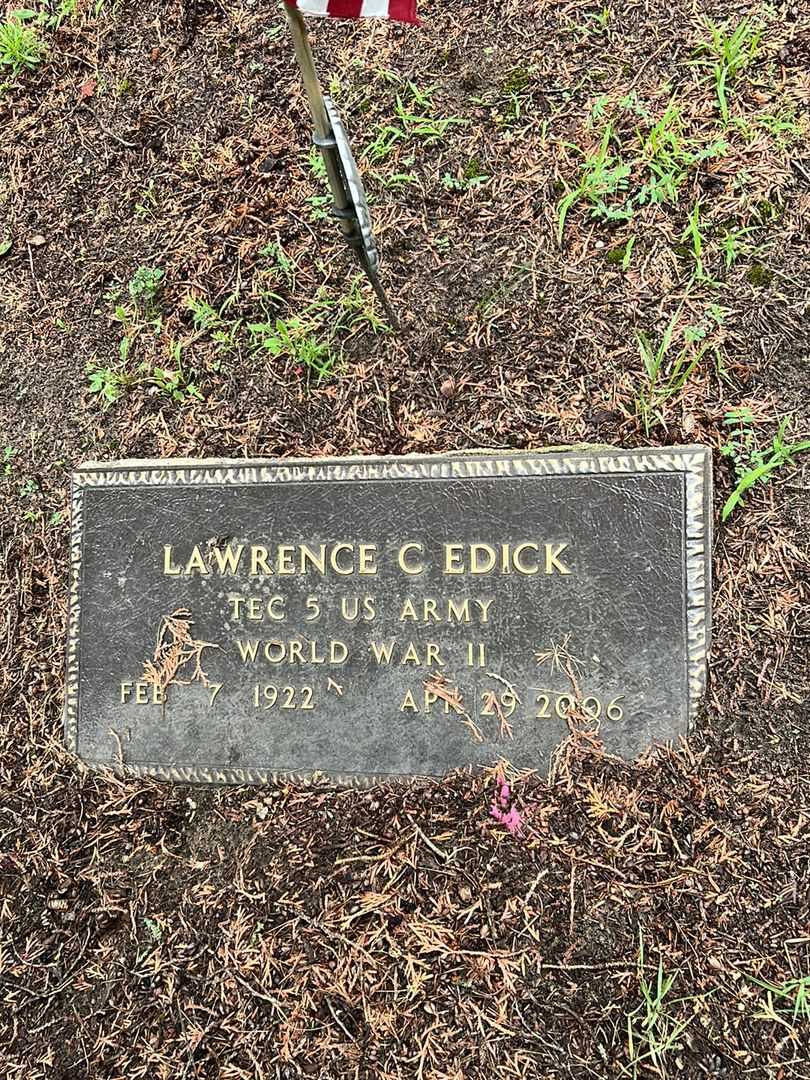 LAWRENCE C EDICK
TEC 5 US ARMY
WORLD WAR II
FEB 7 1922 APR 29 2006